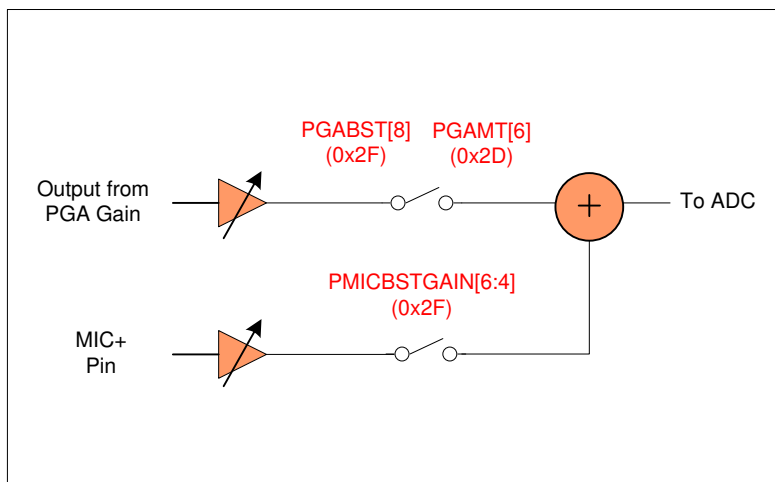 PGABST[8]
(0x2F)
PGAMT[6]
(0x2D)
Output from
PGA Gain
+
To ADC
PMICBSTGAIN[6:4]
(0x2F)
MIC+
Pin